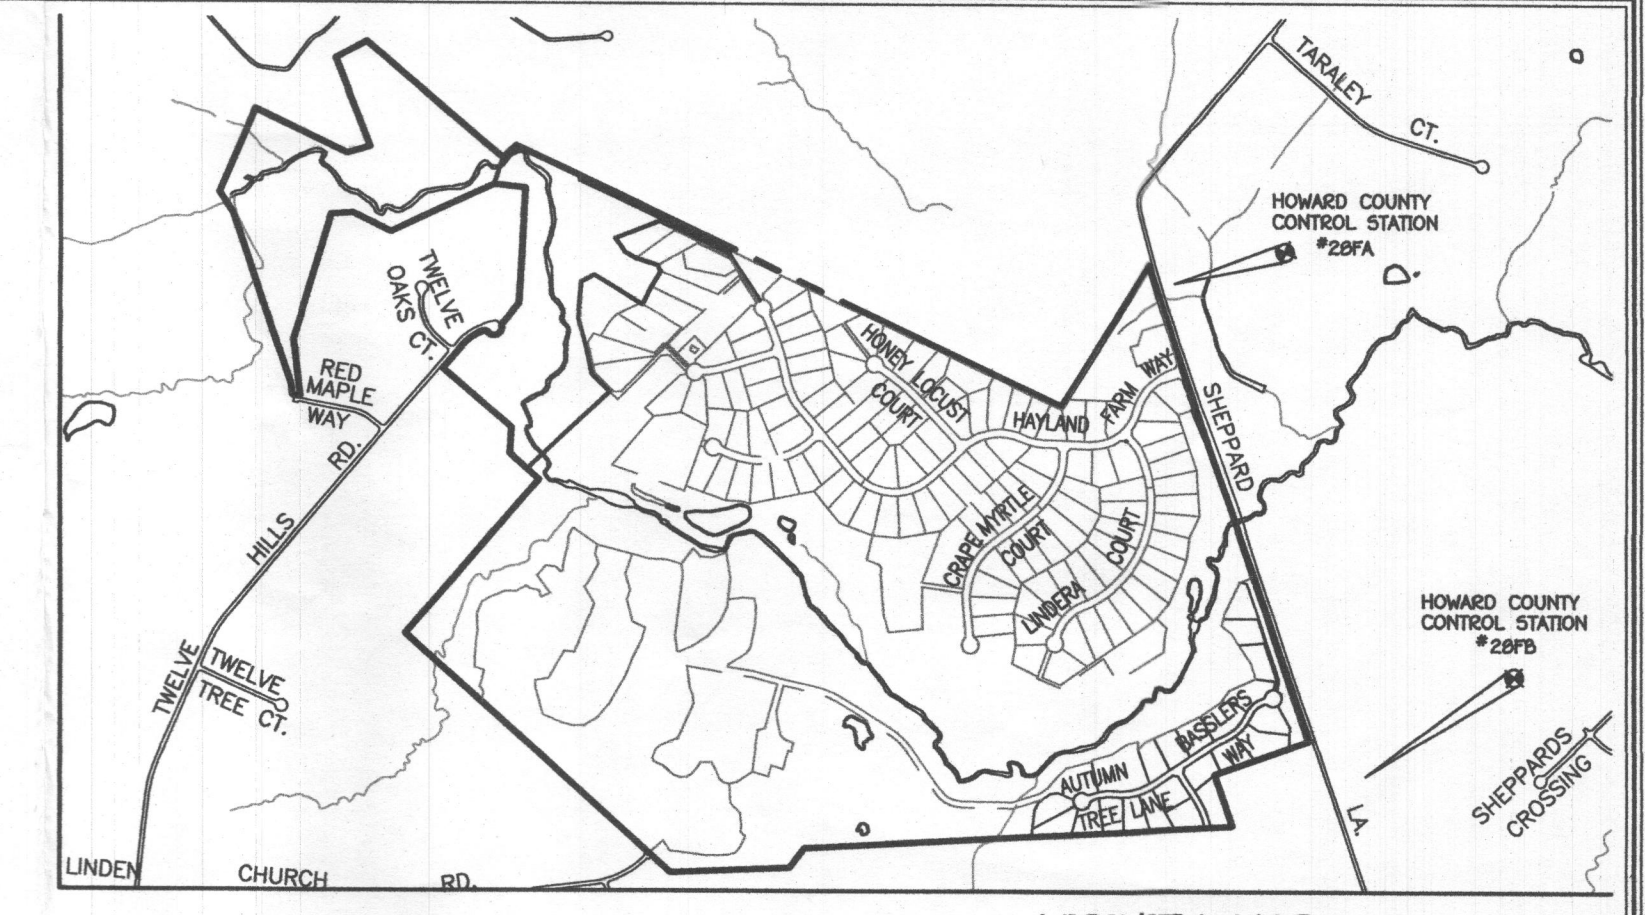 TARALEY
CT.
HOWARD COUNTY
CONTROL STATION
#28FA
TWELVE
OAKS CT.
RED
MAPLE
WAY
HONEY LOCUST
COURT
HAYLAND FARM WAY
SHEPPARD
LA.
TWELVE HILLS RD.
CRAPE MYRTLE
COURT
LINDERA COURT
HOWARD COUNTY
CONTROL STATION
#28FB
TWELVE
TREE CT.
BASSLERS
WAY
AUTUMN
TREE LANE
SHEPPARDS
CROSSING
LINDEN CHURCH RD.